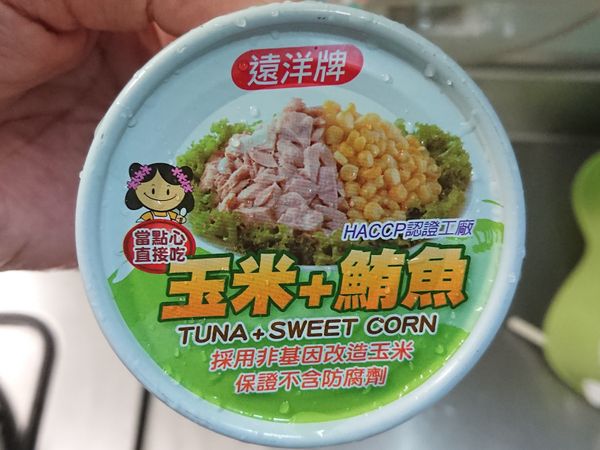 遠洋牌
HACCP認證工廠
當點心
直接吃
玉米+鮪魚
TUNA + SWEET CORN
採用非基因改造玉米
保證不含防腐劑